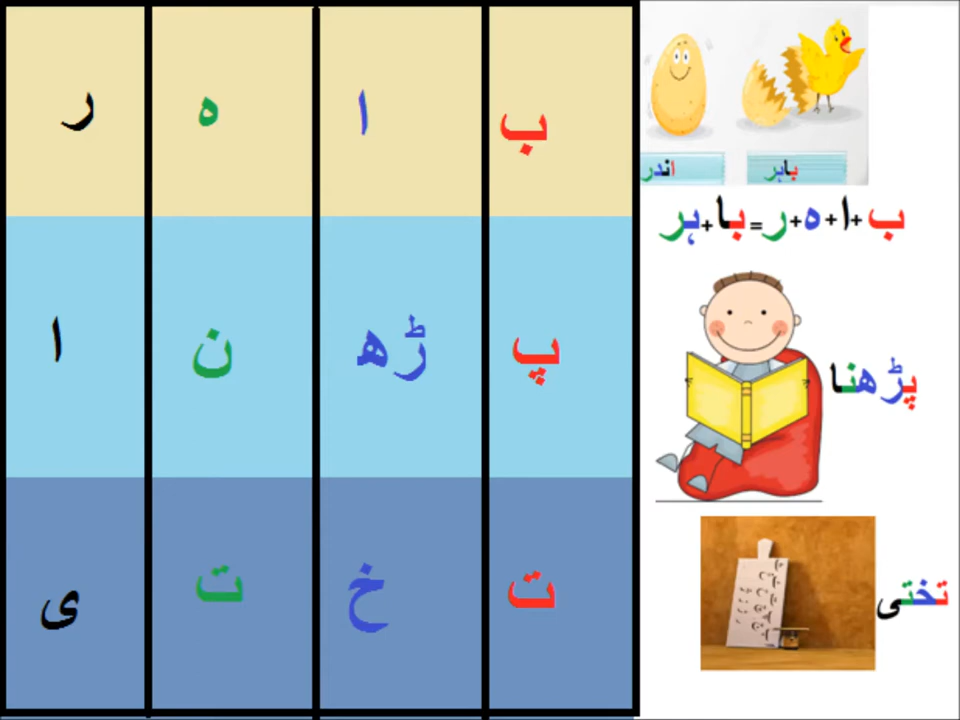 ب ا ہ ر
پ ڑھ ن ا
ت خ ت ی
اندر باہر
ب+ا+ہ+ر=با+ہر
پڑھنا
تختی